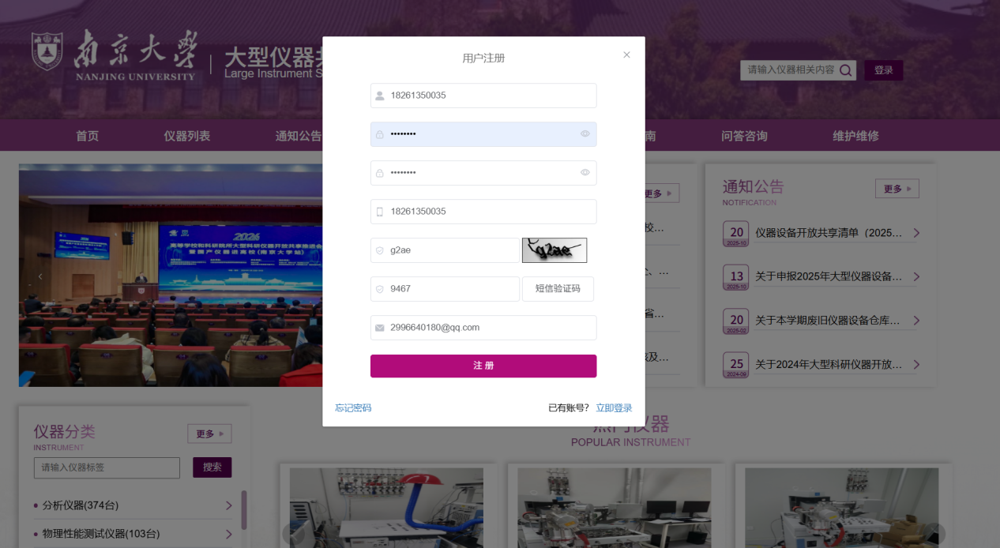 南京大学
NANJING UNIVERSITY
大型仪器
Large Instrument S
请输入仪器相关内容
登录
首页
仪器列表
通知公告
南
问答咨询
维护维修
用户注册
18261350035
••••••••
••••••••
18261350035
g2ae
g2ae
9467
短信验证码
2996640180@qq.com
注 册
忘记密码
已有账号?
立即登录
2026
高等学校和科研院所大型科研仪器开放共享推进会
暨国产仪器进高校(南京大学站)
更多
校...
、...
省...
及...
通知公告
更多
NOTIFICATION
20
2025-10
仪器设备开放共享清单（2025...
13
2025-10
关于申报2025年大型仪器设备...
20
2025-02
关于本学期废旧仪器设备仓库...
25
2024-09
关于2024年大型科研仪器开放...
仪器分类
更多
INSTRUMENT
请输入仪器标签
搜索
分析仪器(374台)
物理性能测试仪器(103台)
热门仪器
POPULAR INSTRUMENT